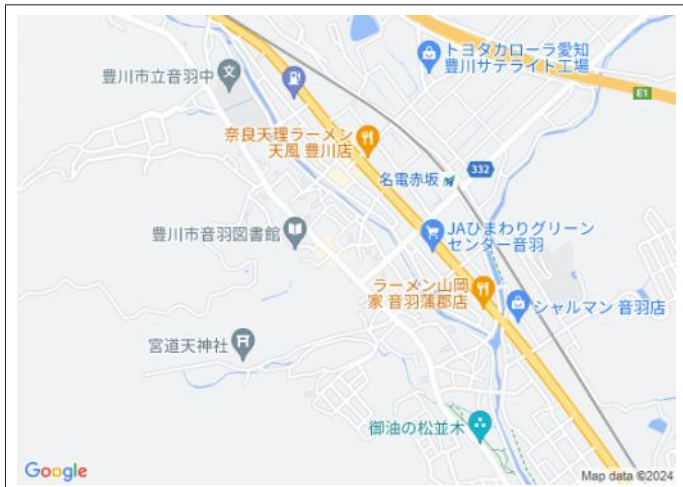 トヨタカローラ愛知
豊川サテライト工場
豊川市立音羽中
E1
奈良天理ラーメン
天風 豊川店
332
名電赤坂
豊川市音羽図書館
JAひまわりグリーン
センター音羽
ラーメン山岡
家 音羽蒲郡店
シャルマン 音羽店
宮道天神社
御油の松並木
Google
Map data ©2024